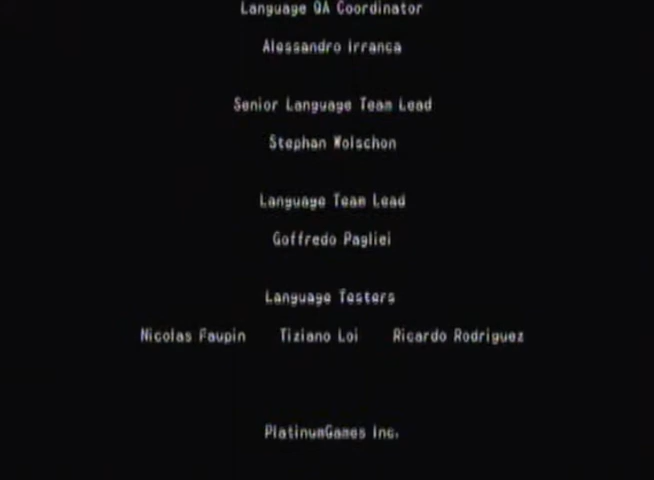 Language QA Coordinator
Alessandro Irranca
Senior Language Team Lead
Stephan Wolschon
Language Team Lead
Goffredo Pagliei
Language Testers
Nicolas Faupin Tiziano Loi Ricardo Rodriguez
PlatinumGames Inc.